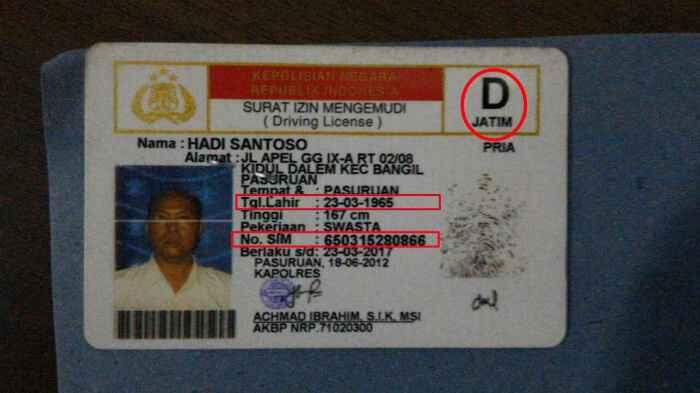 KEPOLISIAN NEGARA
REPUBLIK INDONESIA
SURAT IZIN MENGEMUDI
( Driving License )
D
JATIM
Nama : HADI SANTOSO
PRIA
Alamat : JL APEL GG IX-A RT 02/08
KIDUL DALEM KEC BANGIL
PASURUAN
Tempat & : PASURUAN
Tgl.Lahir : 23-03-1965
Tinggi : 167 cm
Pekerjaan : SWASTA
No. SIM : 650315280866
Berlaku s/d : 23-03-2017
PASURUAN, 18-06-2012
KAPOLRES
ACHMAD IBRAHIM, S.I.K, MSI
AKBP NRP.71020300